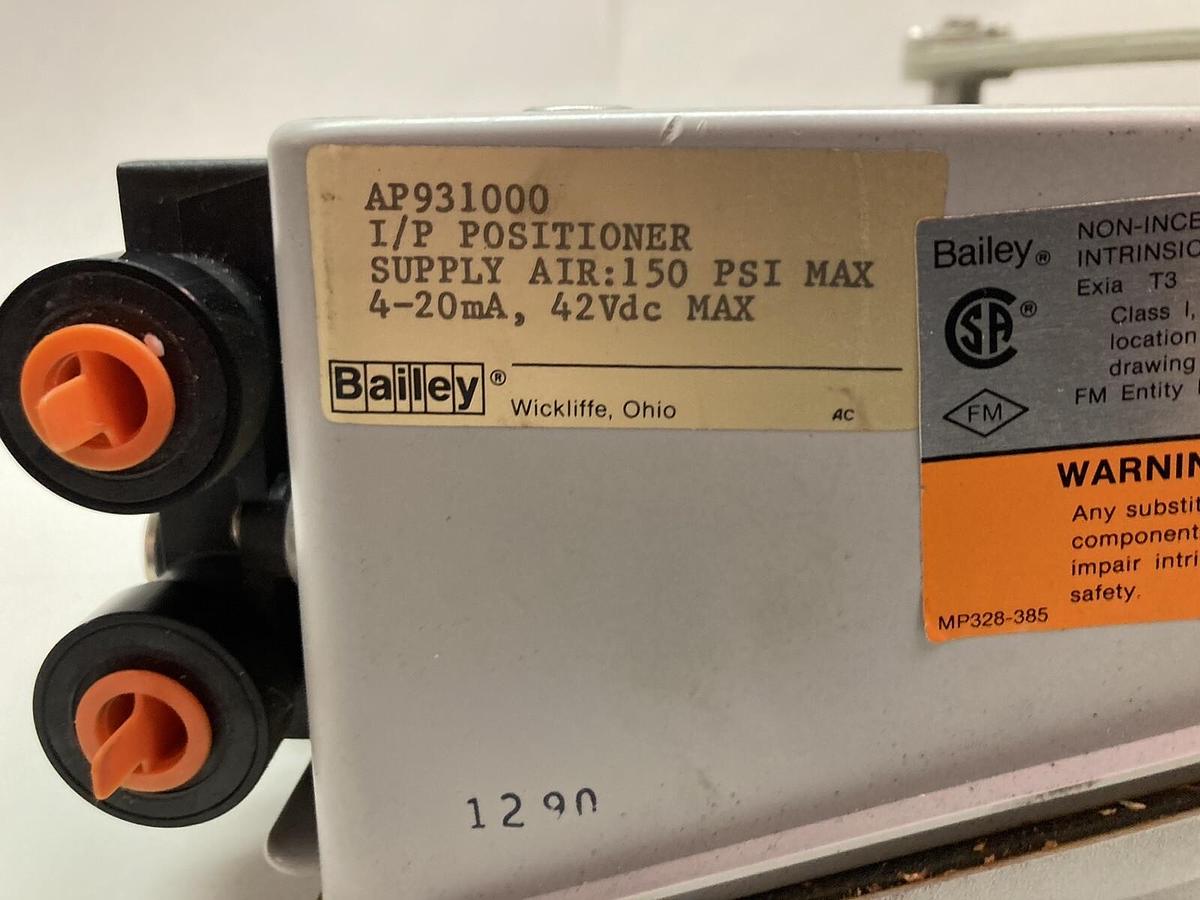 AP931000
I/P POSITIONER
SUPPLY AIR:150 PSI MAX
4-20mA, 42Vdc MAX
Bailey®
Wickliffe, Ohio
AC
Bailey®
NON-INCE
INTRINSIC
Exia T3
Class I,
location
drawing
FM Entity
SA®
FM
WARNIN
Any substit
component
impair intri
safety.
MP328-385
1290